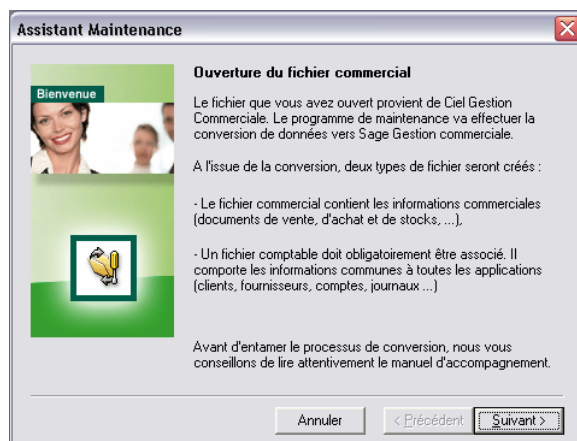 Assistant Maintenance
Bienvenue
Ouverture du fichier commercial
Le fichier que vous avez ouvert provient de Ciel Gestion
Commerciale. Le programme de maintenance va effectuer la
conversion de données vers Sage Gestion commerciale.
A l'issue de la conversion, deux types de fichier seront créés :
- Le fichier commercial contient les informations commerciales
(documents de vente, d'achat et de stocks, ...),
- Un fichier comptable doit obligatoirement être associé. Il
comporte les informations communes à toutes les applications
(clients, fournisseurs, comptes, journaux ...)
Avant d'entamer le processus de conversion, nous vous
conseillons de lire attentivement le manuel d'accompagnement.
Annuler
< Précédent
Suivant >